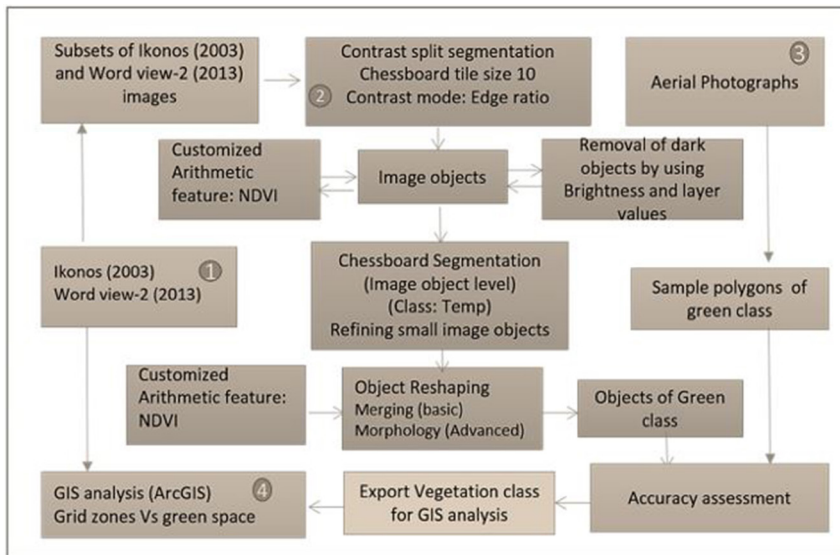 Subsets of Ikonos (2003)
and Word view-2 (2013)
images
Contrast split segmentation
Chessboard tile size 10
2
Contrast mode: Edge ratio
3
Aerial Photographs
Customized
Arithmetic
feature: NDVI
Image objects
Removal of dark
objects by using
Brightness and layer
values
1
Ikonos (2003)
Word view-2 (2013)
Chessboard Segmentation
(Image object level)
(Class: Temp)
Refining small image objects
Sample polygons of
green class
Customized
Arithmetic feature:
NDVI
Object Reshaping
Merging (basic)
Morphology (Advanced)
Objects of Green
class
GIS analysis (ArcGIS)
4
Grid zones Vs green space
Export Vegetation class
for GIS analysis
Accuracy assessment